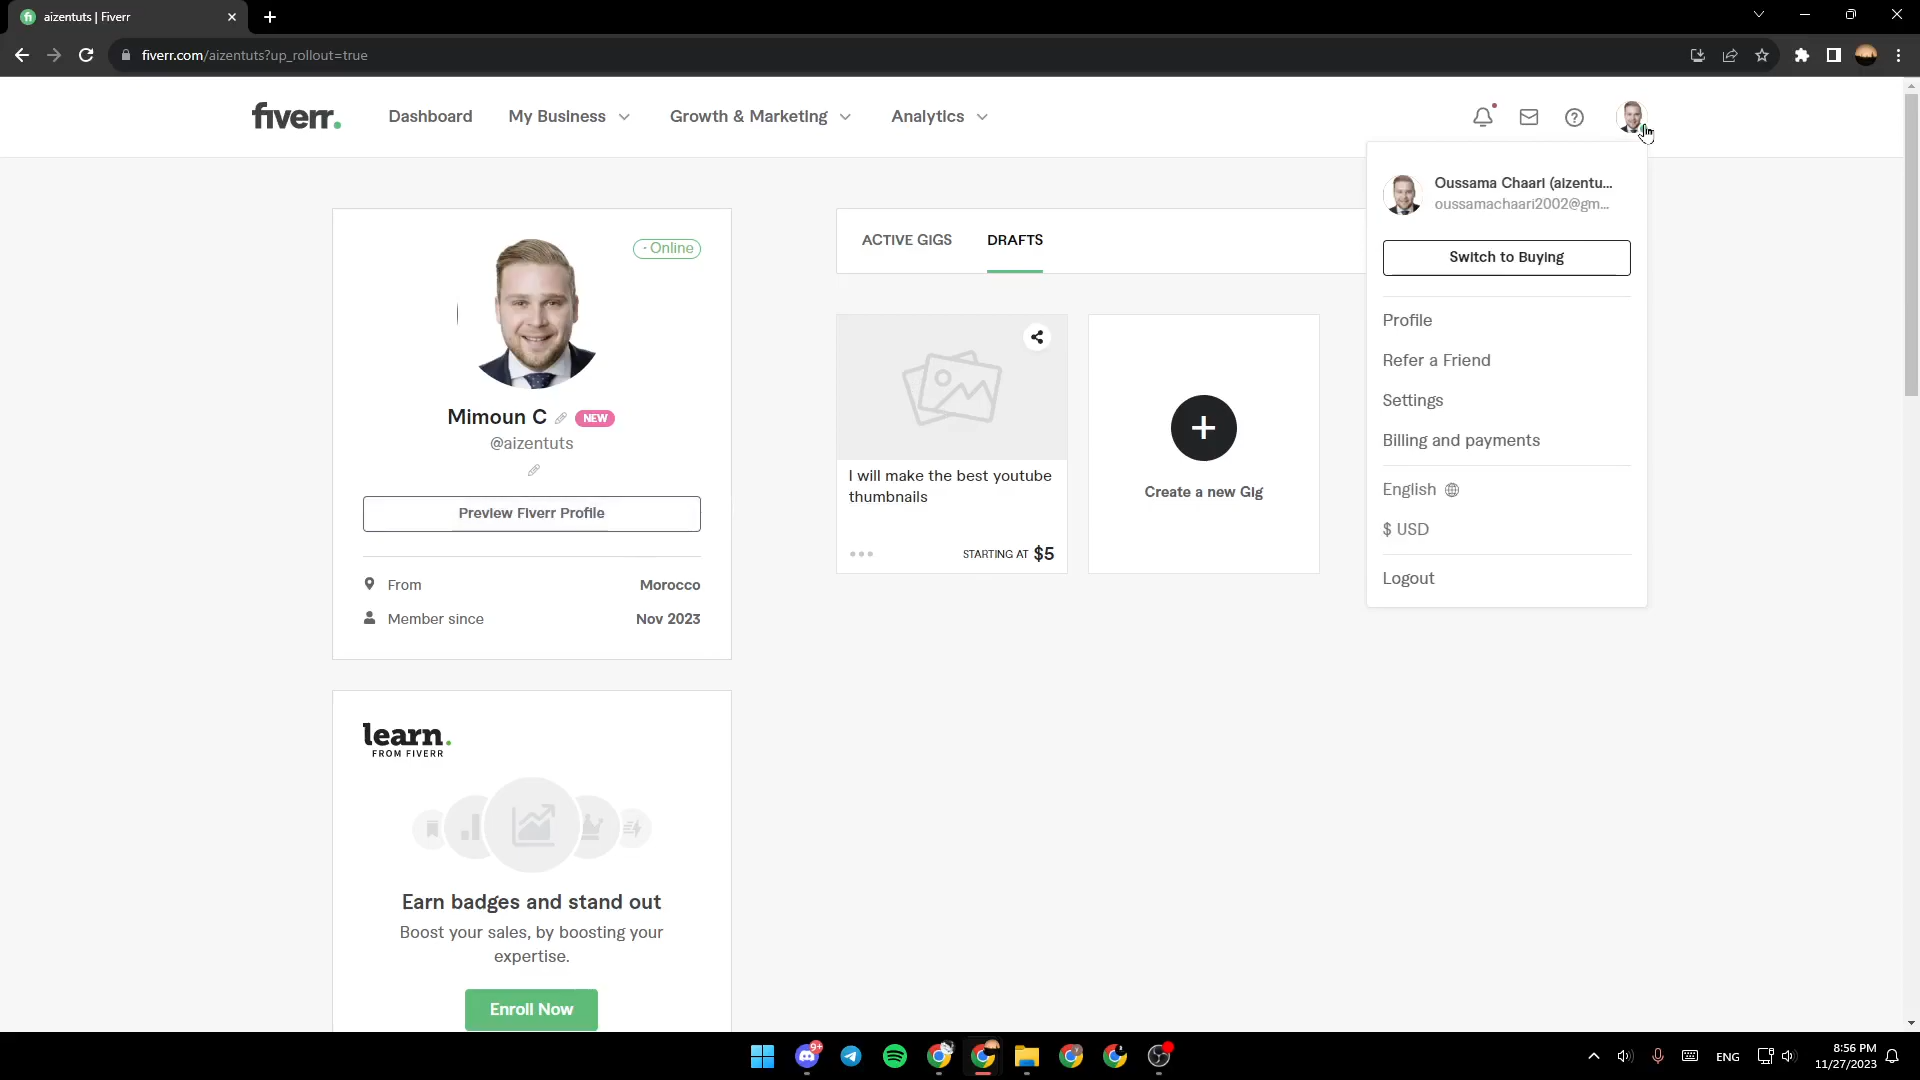 aizentuts | Fiverr
fiverr.com/aizentuts?up_rollout=true
fiverr.
Dashboard
My Business
Growth & Marketing
Analytics
Oussama Chaari (aizentu...
oussamachaari2002@gm...
Switch to Buying
Profile
Refer a Friend
Settings
Billing and payments
English
$ USD
Logout
- Online
Mimoun C
NEW
@aizentuts
Preview Fiverr Profile
From
Morocco
Member since
Nov 2023
ACTIVE GIGS
DRAFTS
I will make the best youtube
thumbnails
STARTING AT $5
Create a new Gig
learn.
FROM FIVERR
Earn badges and stand out
Boost your sales, by boosting your
expertise.
Enroll Now
9+
ENG
8:56 PM
11/27/2023